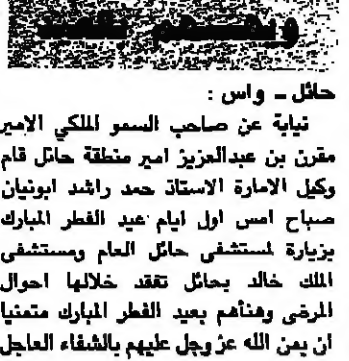 حائل ـ واس :
نيابة عن صاحب السمو الملكي الامير
مقرن بن عبدالعزيز امير منطقة حائل قام
وكيل الامارة الاستاذ حمد راشد ابونيان
صباح امس اول ايام عيد الفطر المبارك
بزيارة لمستشفى حائل العام ومستشفى
الملك خالد بحائل تفقد خلالها احوال
المرضى وهنأهم بعيد الفطر المبارك متمنيا
ان يمن الله عز وجل عليهم بالشفاء العاجل